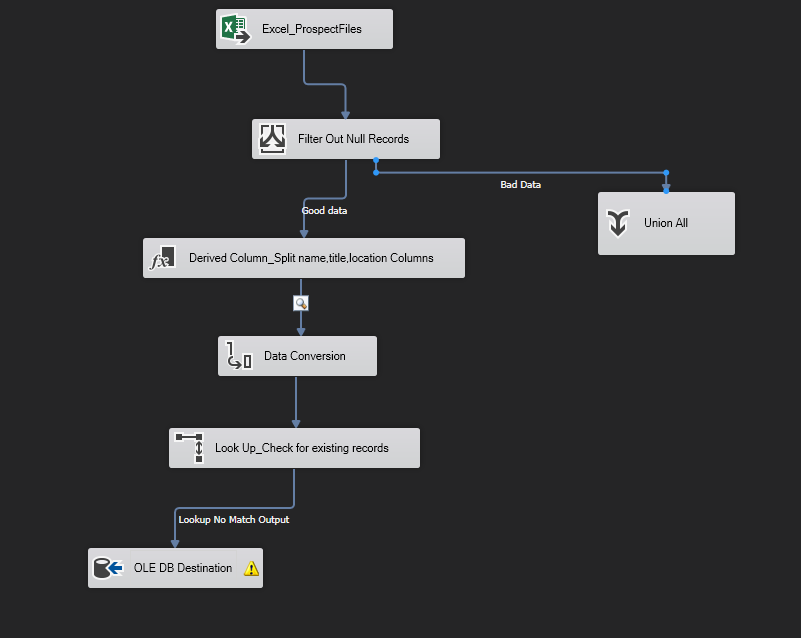 Excel_ProspectFiles
Filter Out Null Records
Bad Data
Good data
Union All
Derived Column_Split name,title,location Columns
Data Conversion
Look Up_Check for existing records
Lookup No Match Output
OLE DB Destination